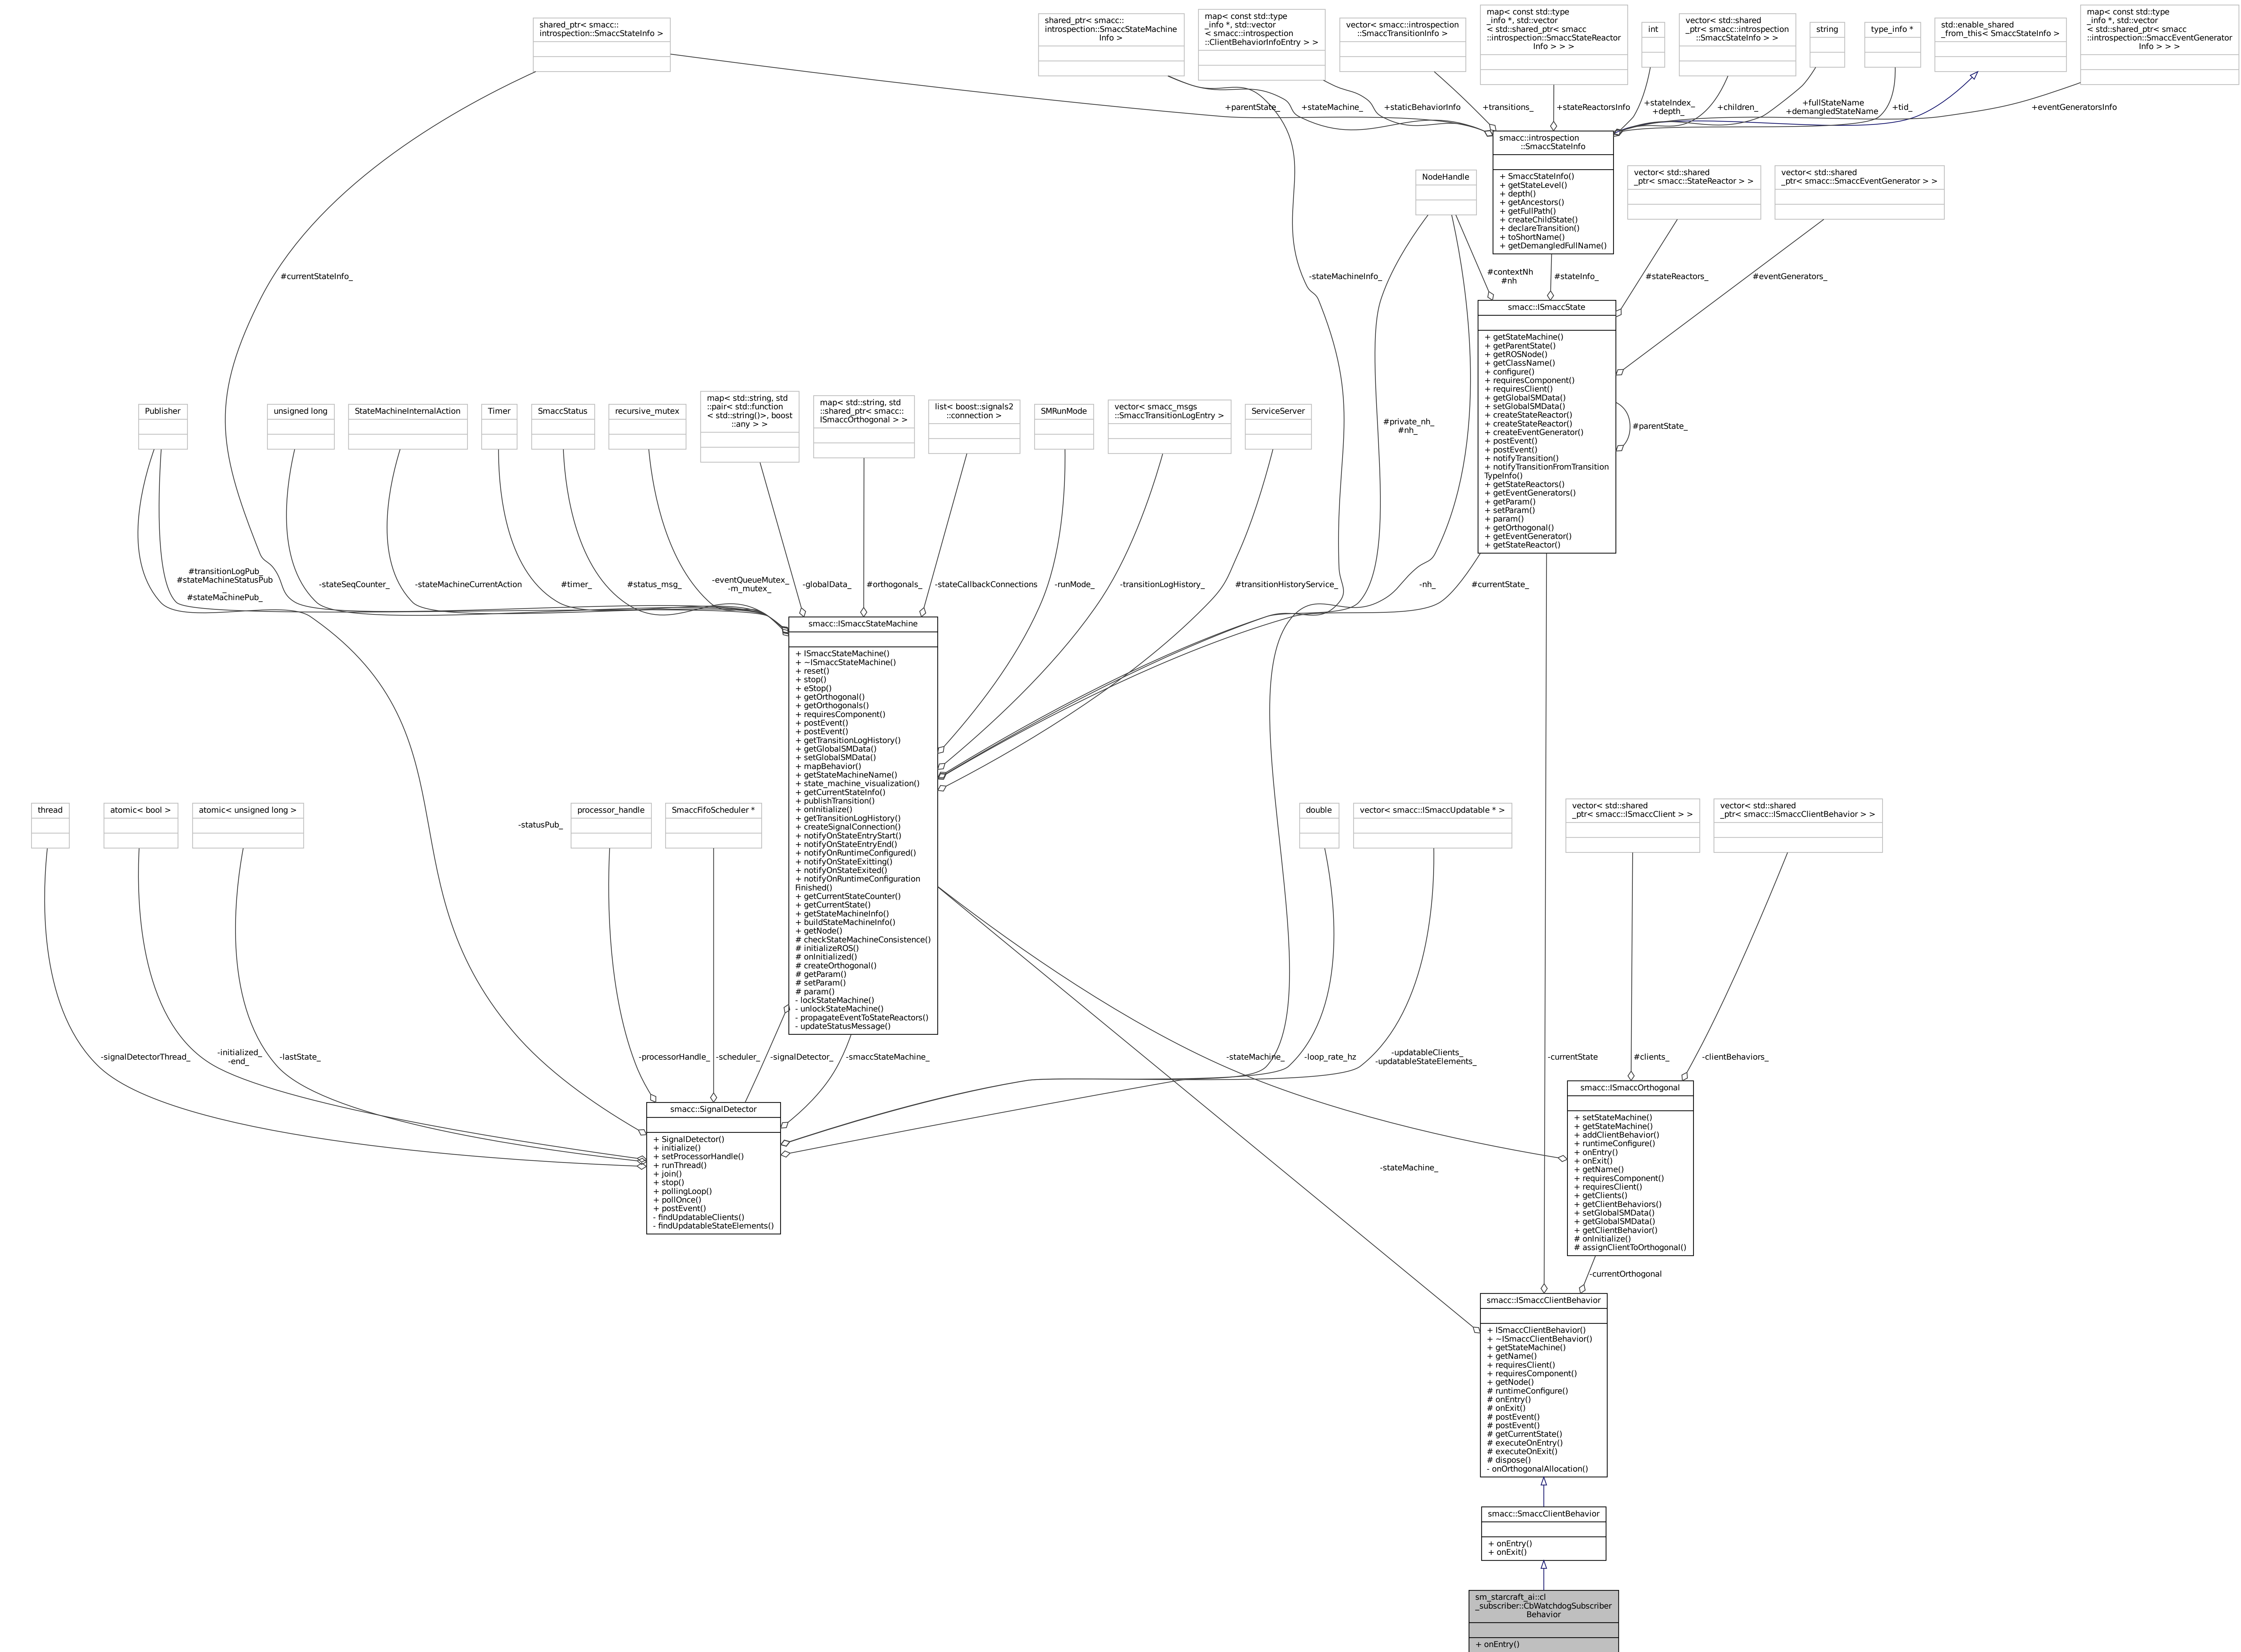 shared_ptr< smacc::
introspection::SmaccStateInfo >
shared_ptr< smacc::
introspection::SmaccStateMachine
Info >
map< const std::type
_info *, std::vector
< smacc::introspection
::ClientBehaviorInfoEntry > >
vector< smacc::introspection
::SmaccTransitionInfo >
map< const std::type
_info *, std::vector
< std::shared_ptr< smacc
::introspection::SmaccStateReactor
Info > > >
int
vector< std::shared
_ptr< smacc::introspection
::SmaccStateInfo > >
string
type_info *
std::enable_shared
_from_this< SmaccStateInfo >
map< const std::type
_info *, std::vector
< std::shared_ptr< smacc
::introspection::SmaccEventGenerator
Info > > >
+parentState_
+stateMachine_
+staticBehaviorInfo
+transitions_
+stateReactorsInfo
+stateIndex_
+depth_
+children_
+fullStateName
+demangledStateName
+tid_
+eventGeneratorsInfo
smacc::introspection
::SmaccStateInfo
+ SmaccStateInfo()
+ getStateLevel()
+ depth()
+ getAncestors()
+ getFullPath()
+ createChildState()
+ declareTransition()
+ toShortName()
+ getDemangledFullName()
NodeHandle
vector< std::shared
_ptr< smacc::StateReactor > >
vector< std::shared
_ptr< smacc::SmaccEventGenerator > >
#currentStateInfo_
-stateMachineInfo_
#contextNh
#nh
#stateInfo_
#stateReactors_
#eventGenerators_
smacc::ISmaccState
+ getStateMachine()
+ getParentState()
+ getROSNode()
+ getClassName()
+ configure()
+ requiresComponent()
+ requiresClient()
+ getGlobalSMData()
+ setGlobalSMData()
+ createStateReactor()
+ createStateReactor()
+ createEventGenerator()
+ postEvent()
+ postEvent()
+ notifyTransition()
+ notifyTransitionFromTransition
TypeInfo()
+ getStateReactors()
+ getEventGenerators()
+ getParam()
+ setParam()
+ param()
+ getOrthogonal()
+ getEventGenerator()
+ getStateReactor()
#parentState_
Publisher
unsigned long
StateMachineInternalAction
Timer
SmaccStatus
recursive_mutex
map< std::string, std
::pair< std::function
< std::string()>, boost
::any > >
map< std::string, std
::shared_ptr< smacc::
ISmaccOrthogonal > >
list< boost::signals2
::connection >
SMRunMode
vector< smacc_msgs
::SmaccTransitionLogEntry >
ServiceServer
#private_nh_
#nh_
#transitionLogPub_
#stateMachineStatusPub
_
#stateMachinePub_
-stateSeqCounter_
-stateMachineCurrentAction
#timer_
#status_msg_
-eventQueueMutex_
-m_mutex_
-globalData_
#orthogonals_
-stateCallbackConnections
-runMode_
-transitionLogHistory_
#transitionHistoryService_
-nh_
#currentState_
smacc::ISmaccStateMachine
+ ISmaccStateMachine()
+ ~ISmaccStateMachine()
+ reset()
+ stop()
+ eStop()
+ getOrthogonal()
+ getOrthogonals()
+ requiresComponent()
+ postEvent()
+ postEvent()
+ getTransitionLogHistory()
+ getGlobalSMData()
+ setGlobalSMData()
+ mapBehavior()
+ getStateMachineName()
+ state_machine_visualization()
+ getCurrentStateInfo()
+ publishTransition()
+ onInitialize()
+ getTransitionLogHistory()
+ createSignalConnection()
+ notifyOnStateEntryStart()
+ notifyOnStateEntryEnd()
+ notifyOnRuntimeConfigured()
+ notifyOnStateExitting()
+ notifyOnStateExited()
+ notifyOnRuntimeConfiguration
Finished()
+ getCurrentStateCounter()
+ getCurrentState()
+ getStateMachineInfo()
+ buildStateMachineInfo()
+ getNode()
# checkStateMachineConsistence()
# initializeROS()
# onInitialized()
# createOrthogonal()
# getParam()
# setParam()
# param()
- lockStateMachine()
- unlockStateMachine()
- propagateEventToStateReactors()
- updateStatusMessage()
thread
atomic< bool >
atomic< unsigned long >
-statusPub_
processor_handle
SmaccFifoScheduler *
double
vector< smacc::ISmaccUpdatable * >
vector< std::shared
_ptr< smacc::ISmaccClient > >
vector< std::shared
_ptr< smacc::ISmaccClientBehavior > >
-signalDetectorThread_
-initialized_
-end_
-lastState_
-processorHandle_
-scheduler_
-signalDetector_
-smaccStateMachine_
-stateMachine_
-loop_rate_hz
-updatableClients_
-updatableStateElements_
-currentState
#clients_
-clientBehaviors_
smacc::SignalDetector
+ SignalDetector()
+ initialize()
+ setProcessorHandle()
+ runThread()
+ join()
+ stop()
+ pollingLoop()
+ pollOnce()
+ postEvent()
- findUpdatableClients()
- findUpdatableStateElements()
-stateMachine_
smacc::ISmaccOrthogonal
+ setStateMachine()
+ getStateMachine()
+ addClientBehavior()
+ runtimeConfigure()
+ onEntry()
+ onExit()
+ getName()
+ requiresComponent()
+ requiresClient()
+ getClients()
+ getClientBehaviors()
+ setGlobalSMData()
+ getGlobalSMData()
+ getClientBehavior()
# onInitialize()
# assignClientToOrthogonal()
-currentOrthogonal
smacc::ISmaccClientBehavior
+ ISmaccClientBehavior()
+ ~ISmaccClientBehavior()
+ getStateMachine()
+ getName()
+ requiresClient()
+ requiresComponent()
+ getNode()
# runtimeConfigure()
# onEntry()
# onExit()
# postEvent()
# postEvent()
# getCurrentState()
# executeOnEntry()
# executeOnExit()
# dispose()
- onOrthogonalAllocation()
smacc::SmaccClientBehavior
+ onEntry()
+ onExit()
sm_starcraft_ai::cl
_subscriber::CbWatchdogSubscriber
Behavior
+ onEntry()